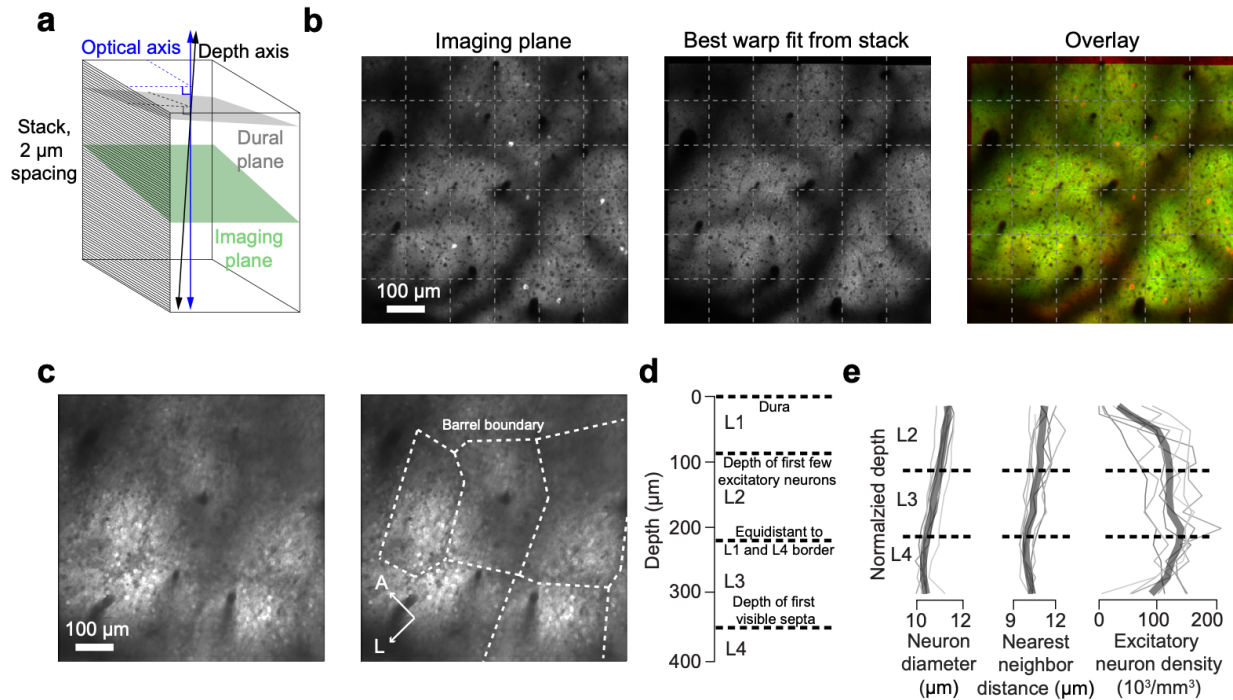 a
Optical axis
Depth axis
Stack,
2 µm
spacing
Dural
plane
Imaging
plane
b
Imaging plane
Best warp fit from stack
Overlay
100 µm
c
100 µm
Barrel boundary
A
L
d
Depth (µm)
0
100
200
300
400
Dura
L1
Depth of first few
excitatory neurons
L2
Equidistant to
L1 and L4 border
L3
Depth of first
visible septa
L4
e
Normalzied depth
L2
L3
L4
10 12
Neuron
diameter
(µm)
9 12
Nearest
neighbor
distance (µm)
0 100 200
Excitatory
neuron density
(10³/mm³)